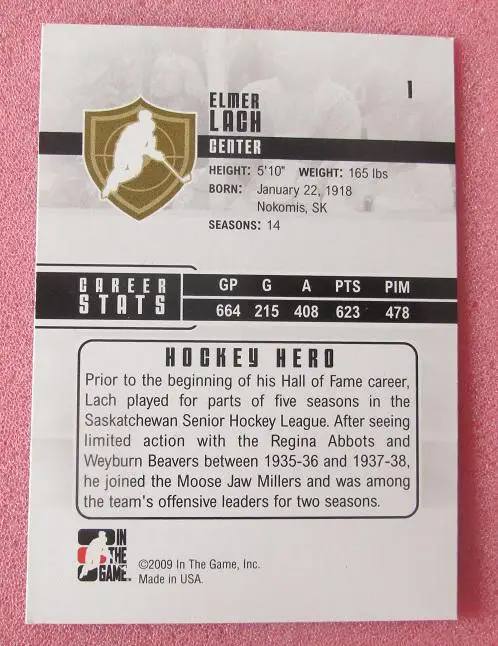 1
ELMER
LACH
CENTER
HEIGHT: 5'10" WEIGHT: 165 lbs
BORN: January 22, 1918
Nokomis, SK
SEASONS: 14
CAREER
STATS
GP G A PTS PIM
664 215 408 623 478
HOCKEY HERO
Prior to the beginning of his Hall of Fame career,
Lach played for parts of five seasons in the
Saskatchewan Senior Hockey League. After seeing
limited action with the Regina Abbots and
Weyburn Beavers between 1935-36 and 1937-38,
he joined the Moose Jaw Millers and was among
the team's offensive leaders for two seasons.
IN
THE
GAME
©2009 In The Game, Inc.
Made in USA.